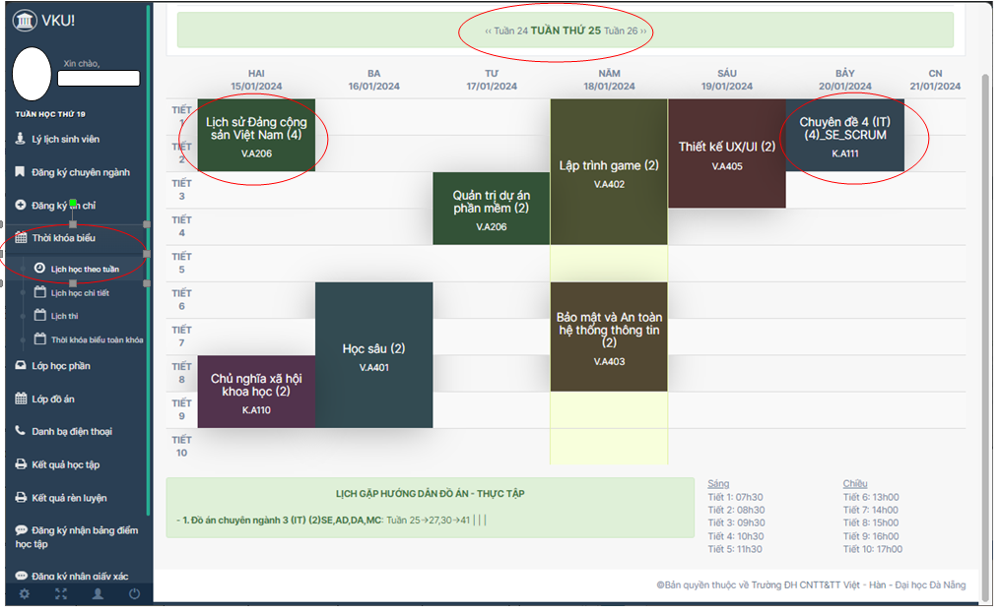 VKU!
Xin chào,
TUẦN HỌC THỨ 19
Lý lịch sinh viên
Đăng ký chuyên ngành
Đăng ký tín chỉ
Thời khóa biểu
Lịch học theo tuần
Lịch học chi tiết
Lịch thi
Thời khóa biểu toàn khóa
Lớp học phần
Lớp đồ án
Danh bạ điện thoại
Kết quả học tập
Kết quả rèn luyện
Đăng ký nhận bảng điểm
học tập
Đăng ký nhận giấy xác
‹‹ Tuần 24 TUẦN THỨ 25 Tuần 26 ››
HAI BA TƯ NĂM SÁU BẢY CN
15/01/2024 16/01/2024 17/01/2024 18/01/2024 19/01/2024 20/01/2024 21/01/2024
TIẾT
1
TIẾT
2
TIẾT
3
TIẾT
4
TIẾT
5
TIẾT
6
TIẾT
7
TIẾT
8
TIẾT
9
TIẾT
10
Lịch sử Đảng cộng
sản Việt Nam (4)
V.A206
Chủ nghĩa xã hội
khoa học (2)
K.A110
Học sâu (2)
V.A401
Quản trị dự án
phần mềm (2)
V.A206
Lập trình game (2)
V.A402
Bảo mật và An toàn
hệ thống thông tin
(2)
V.A403
Thiết kế UX/UI (2)
V.A405
Chuyên đề 4 (IT)
(4)_SE_SCRUM
K.A111
LỊCH GẶP HƯỚNG DẪN ĐỒ ÁN - THỰC TẬP
- 1. Đồ án chuyên ngành 3 (IT) (2)SE,AD,DA,MC: Tuần 25→27,30→41 | | |
Sáng
Tiết 1: 07h30
Tiết 2: 08h30
Tiết 3: 09h30
Tiết 4: 10h30
Tiết 5: 11h30
Chiều
Tiết 6: 13h00
Tiết 7: 14h00
Tiết 8: 15h00
Tiết 9: 16h00
Tiết 10: 17h00
©Bản quyền thuộc về Trường ĐH CNTT&TT Việt - Hàn - Đại học Đà Nẵng